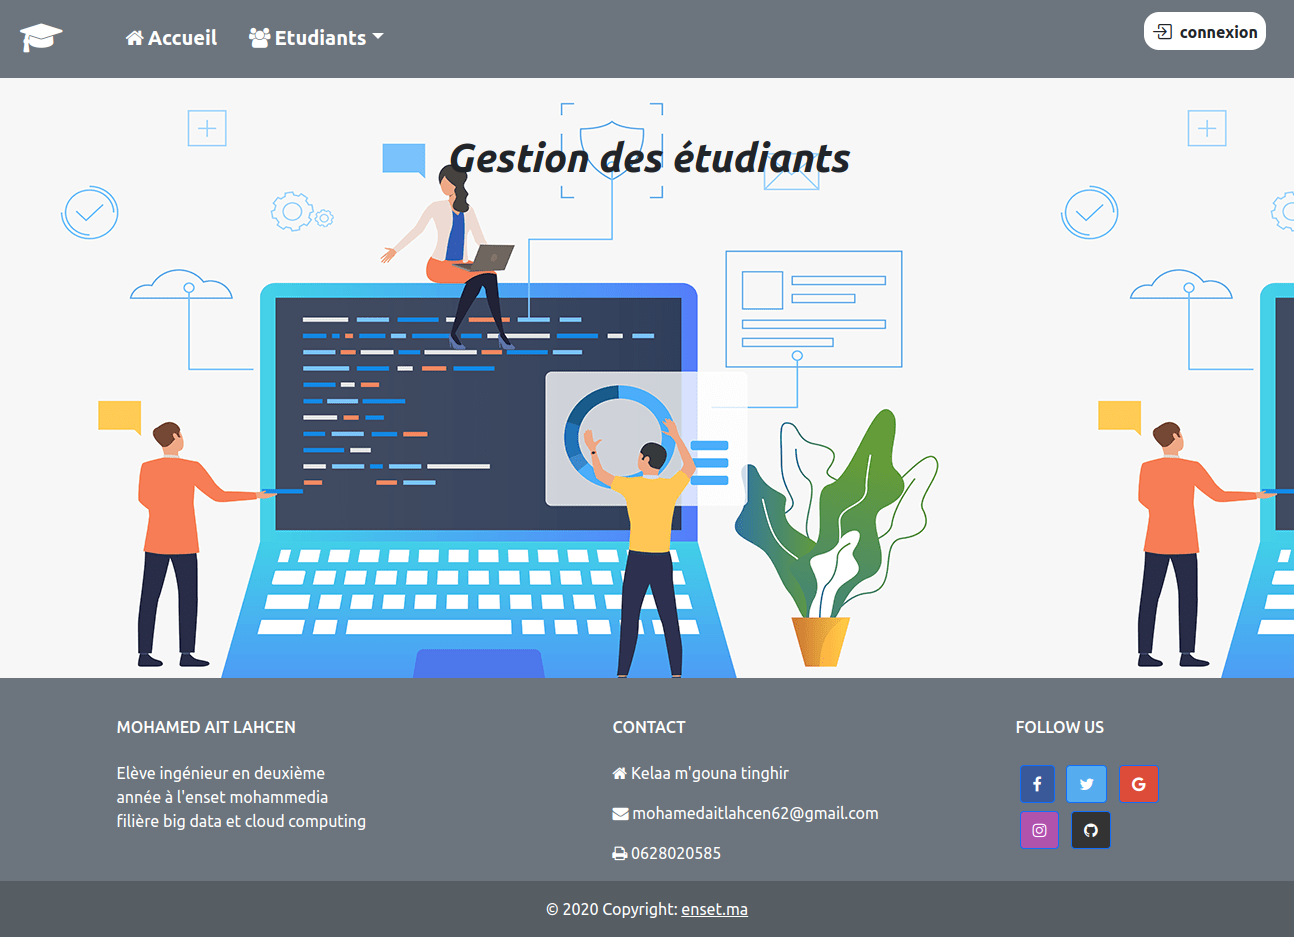 Accueil
Etudiants
connexion
Gestion des étudiants
MOHAMED AIT LAHCEN
Elève ingénieur en deuxième
année à l'enset mohammedia
filière big data et cloud computing
CONTACT
Kelaa m'gouna tinghir
mohamedaitlahcen62@gmail.com
0628020585
FOLLOW US
© 2020 Copyright: enset.ma